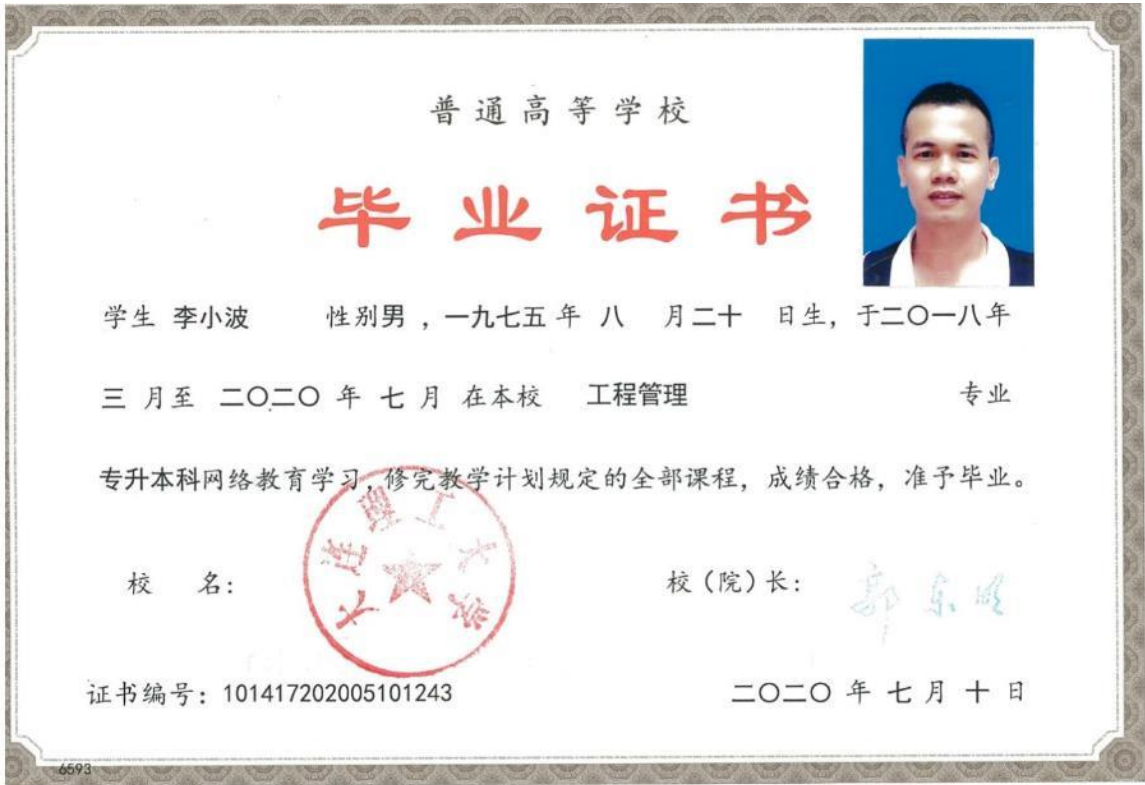 普通高等学校
毕业证书
学生 李小波 性别男 ，一九七五 年 八 月二十 日生，于二〇一八年
三 月至 二〇二〇 年 七 月 在本校 工程管理 专业
专升本科网络教育学习，修完教学计划规定的全部课程，成绩合格，准予毕业。
大连理工大学
校 名： 校（院）长： 郭东明
证书编号：101417202005101243 二〇二〇 年 七 月 十 日
6593